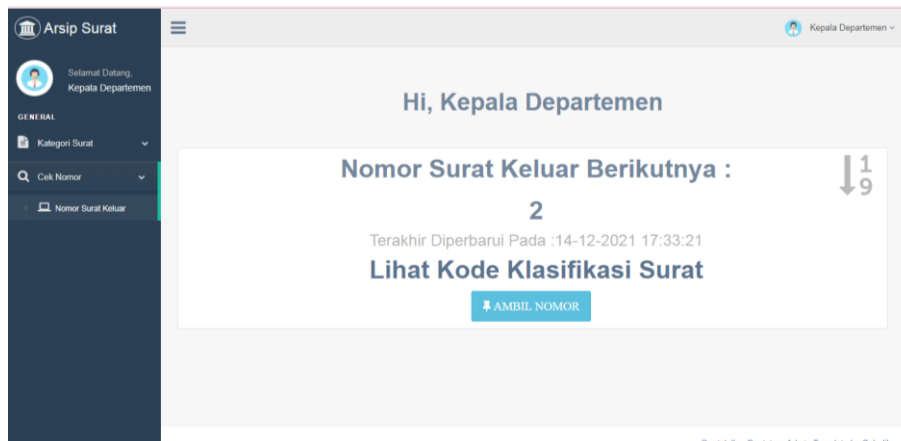 Arsip Surat
Kepala Departemen
Selamat Datang,
Kepala Departemen
GENERAL
Kategori Surat
Cek Nomor
Nomor Surat Keluar
Hi, Kepala Departemen
Nomor Surat Keluar Berikutnya :
1
9
2
Terakhir Diperbarui Pada :14-12-2021 17:33:21
Lihat Kode Klasifikasi Surat
AMBIL NOMOR